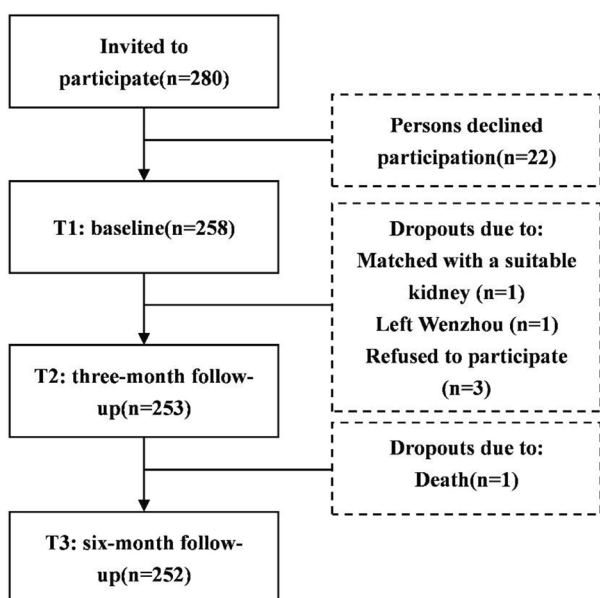 Invited to
participate(n=280)
Persons declined
participation(n=22)
T1: baseline(n=258)
Dropouts due to:
Matched with a suitable
kidney (n=1)
Left Wenzhou (n=1)
Refused to participate
(n=3)
T2: three-month follow-
up(n=253)
Dropouts due to:
Death(n=1)
T3: six-month follow-
up(n=252)